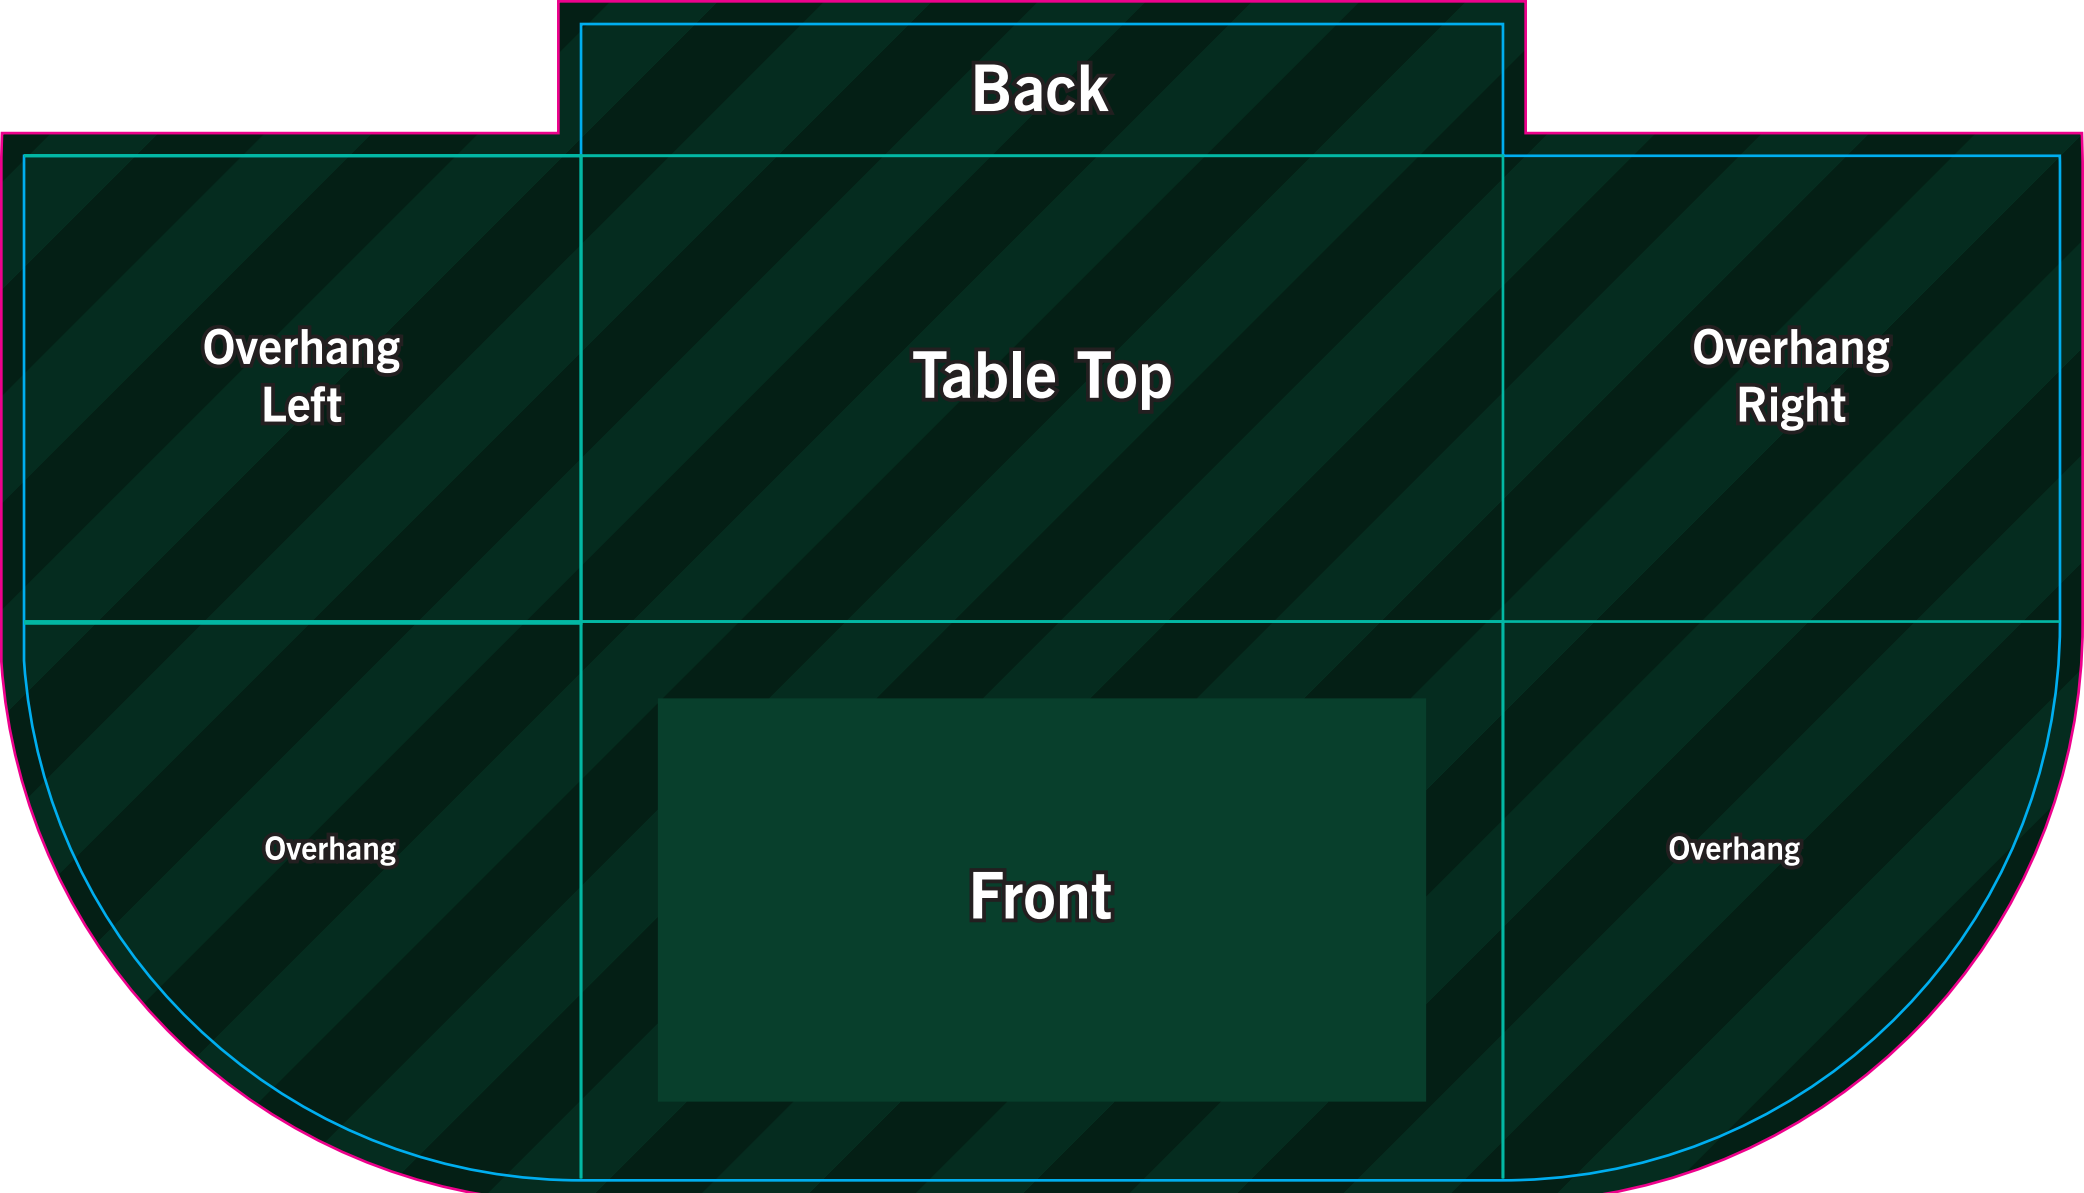 Back
Overhang
Left
Table Top
Overhang
Right
Overhang
Front
Overhang